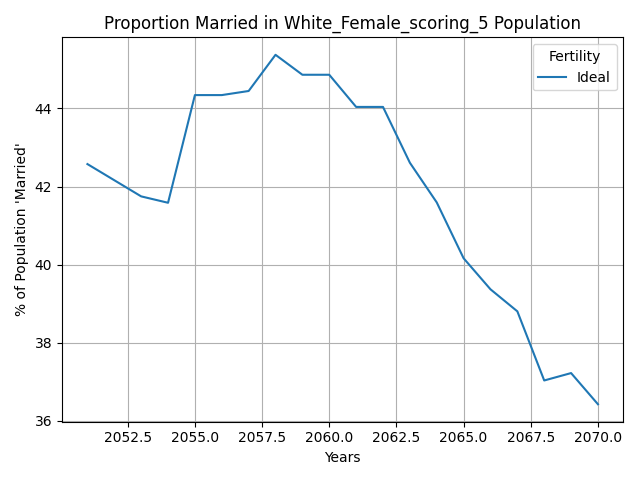 Proportion Married in White_Female_scoring_5 Population
Fertility
Ideal
% of Population 'Married'
44
42
40
38
36
2052.5 2055.0 2057.5 2060.0 2062.5 2065.0 2067.5 2070.0
Years